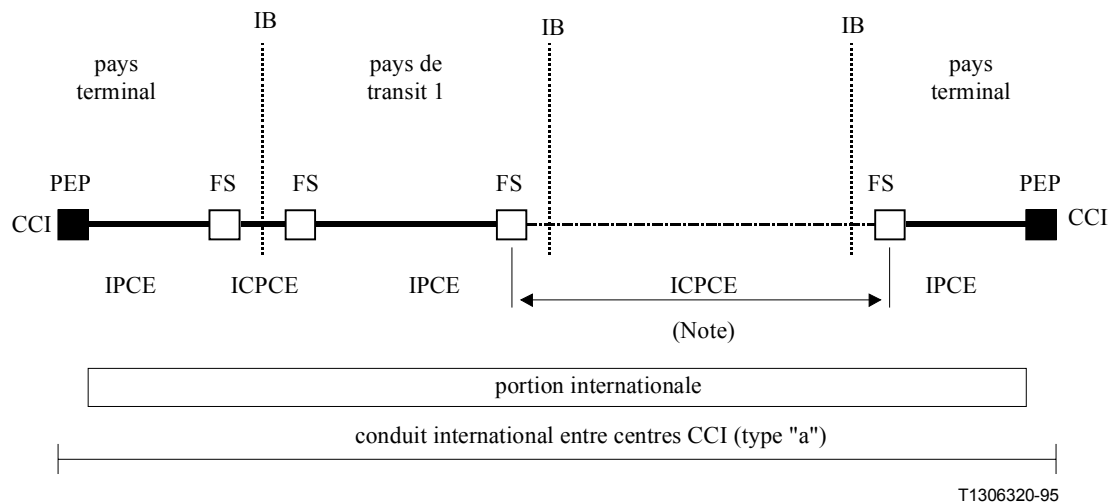 IB
IB
IB
pays
terminal
pays de
transit 1
pays
terminal
PEP
FS
FS
FS
FS
PEP
CCI
CCI
IPCE
ICPCE
IPCE
ICPCE
IPCE
(Note)
portion internationale
conduit international entre centres CCI (type "a")
T1306320-95